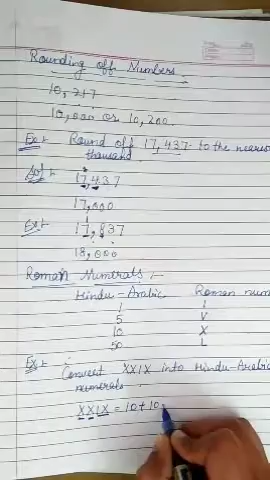 Rounding off Numbers
10,217
10,000 or 10,200.
Ex:- Round off 17,437 to the nearest
thousand.
Sol:- 17,437
17,000
Ex:- 17,837
18,000
Roman Numerals :-
Hindu-Arabic Roman num
1 I
5 V
10 X
50 L
Ex:- Convert XXIX into Hindu-Arabic
numerals.
XXIX = 10+10